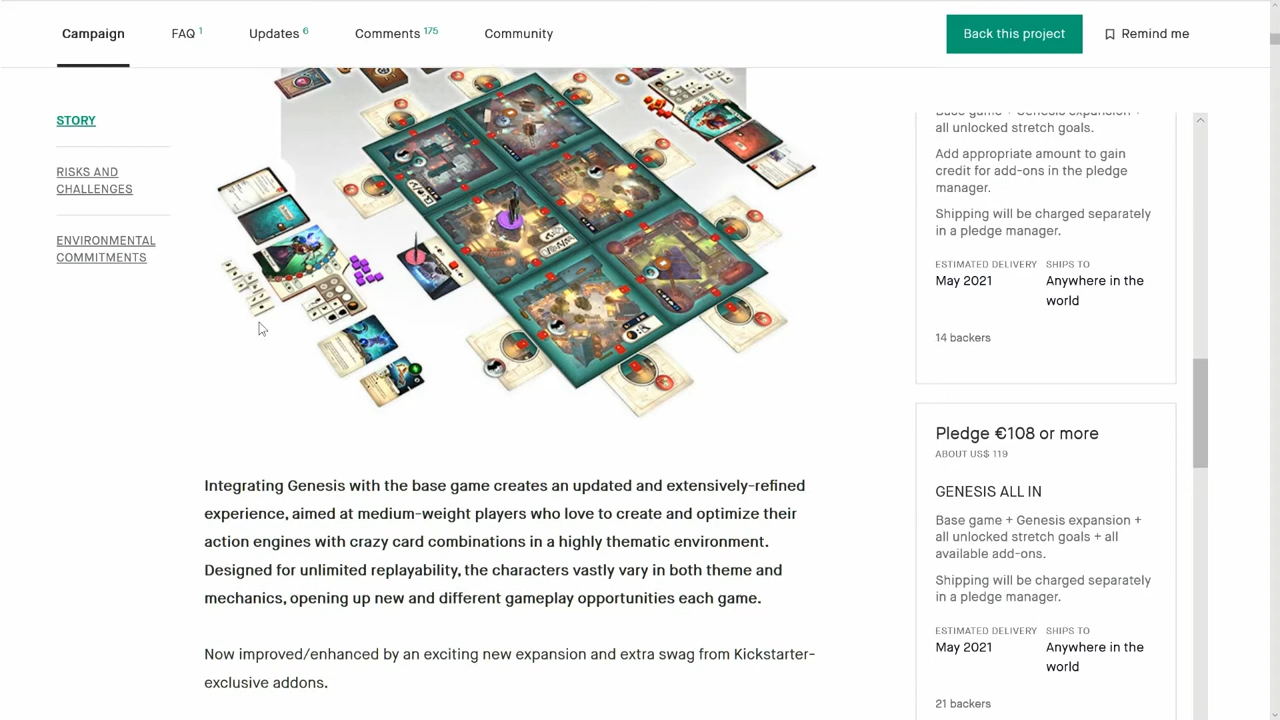 Campaign
FAQ 1
Updates 6
Comments 175
Community
Back this project
Remind me
STORY
RISKS AND
CHALLENGES
ENVIRONMENTAL
COMMITMENTS
Integrating Genesis with the base game creates an updated and extensively-refined
experience, aimed at medium-weight players who love to create and optimize their
action engines with crazy card combinations in a highly thematic environment.
Designed for unlimited replayability, the characters vastly vary in both theme and
mechanics, opening up new and different gameplay opportunities each game.
Now improved/enhanced by an exciting new expansion and extra swag from Kickstarter-
exclusive addons.
Base game + Genesis expansion +
all unlocked stretch goals.
Add appropriate amount to gain
credit for add-ons in the pledge
manager.
Shipping will be charged separately
in a pledge manager.
ESTIMATED DELIVERY SHIPS TO
May 2021 Anywhere in the
world
14 backers
Pledge €108 or more
ABOUT US$ 119
GENESIS ALL IN
Base game + Genesis expansion +
all unlocked stretch goals + all
available add-ons.
Shipping will be charged separately
in a pledge manager.
ESTIMATED DELIVERY SHIPS TO
May 2021 Anywhere in the
world
21 backers